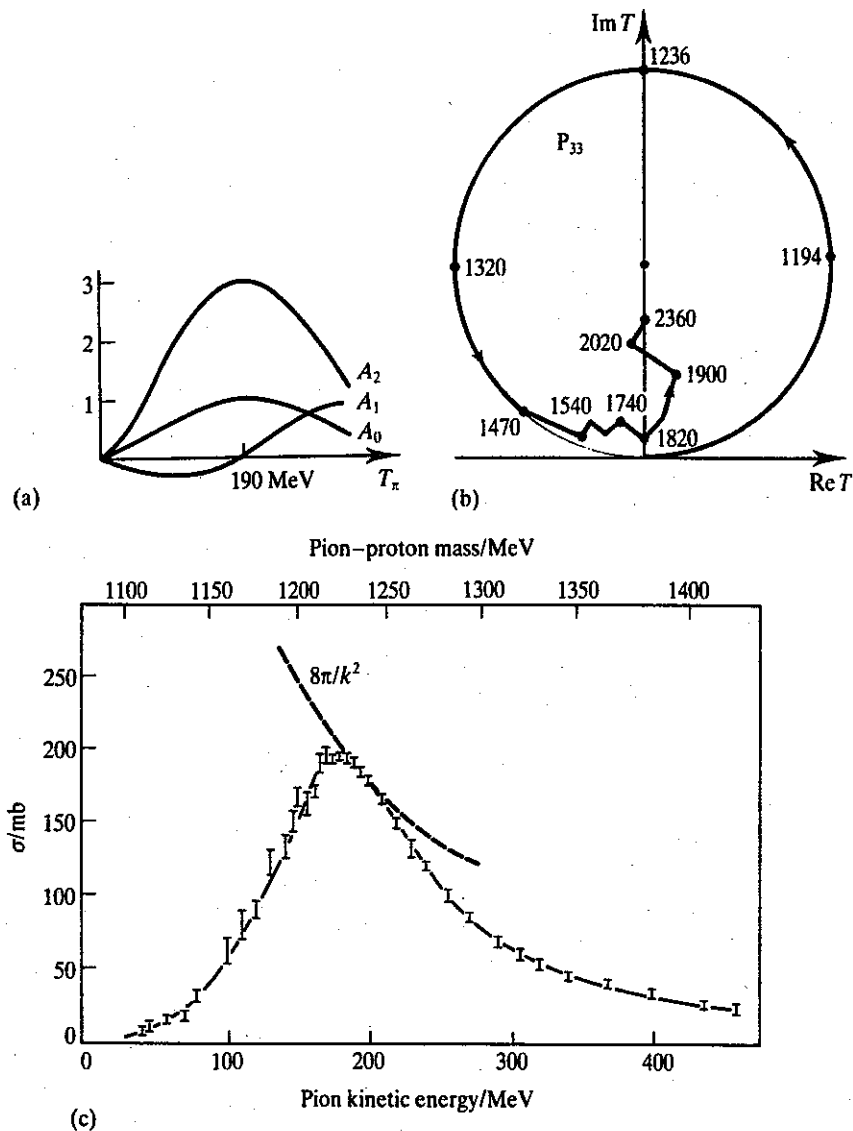 Im T
1236
P₃₃
1320
1194
2360
2020
1900
1540
1740
1470
1820
Re T
(b)
3
2
1
A₂
A₁
A₀
190 MeV
Tπ
(a)
Pion–proton mass/MeV
1100
1150
1200
1250
1300
1350
1400
8π/k²
250
200
150
100
50
0
σ/mb
0
100
200
300
400
Pion kinetic energy/MeV
(c)